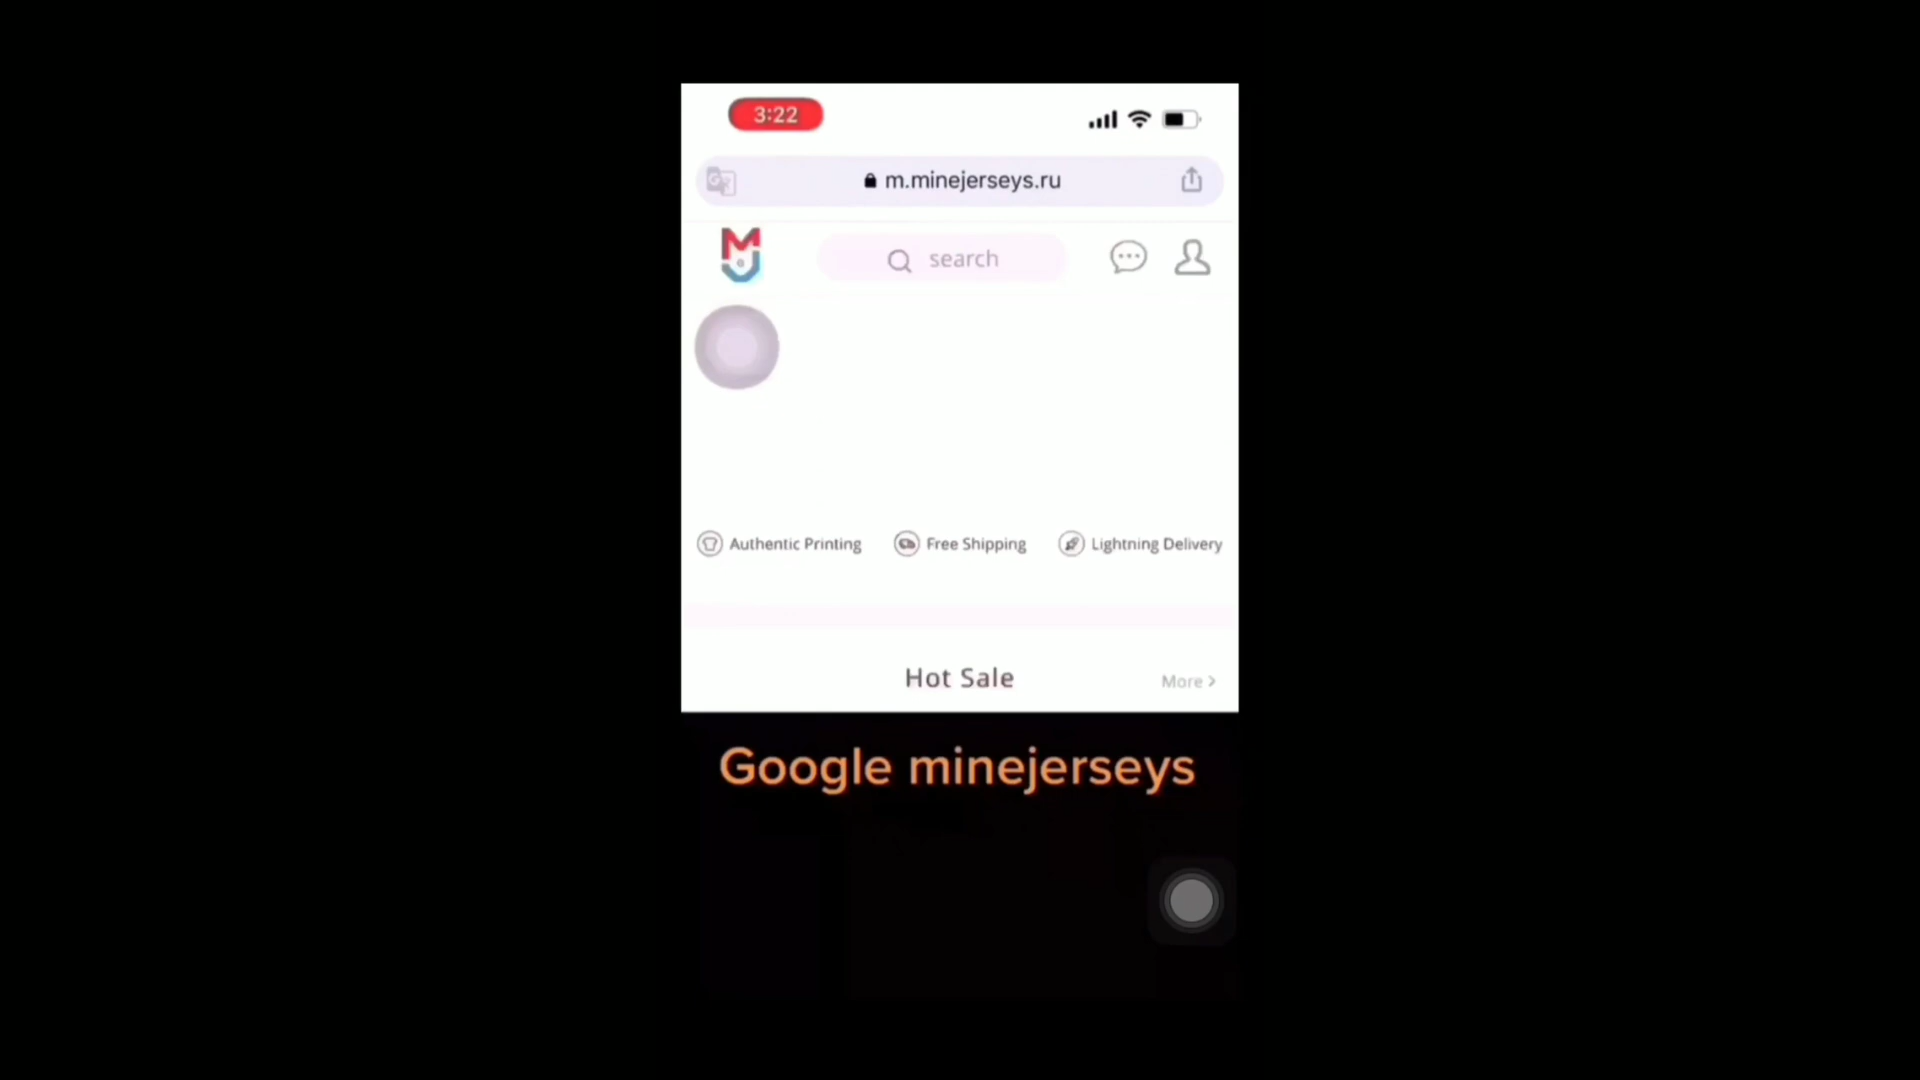 3:22
m.minejerseys.ru
search
Authentic Printing Free Shipping Lightning Delivery
Hot Sale More >
Google minejerseys